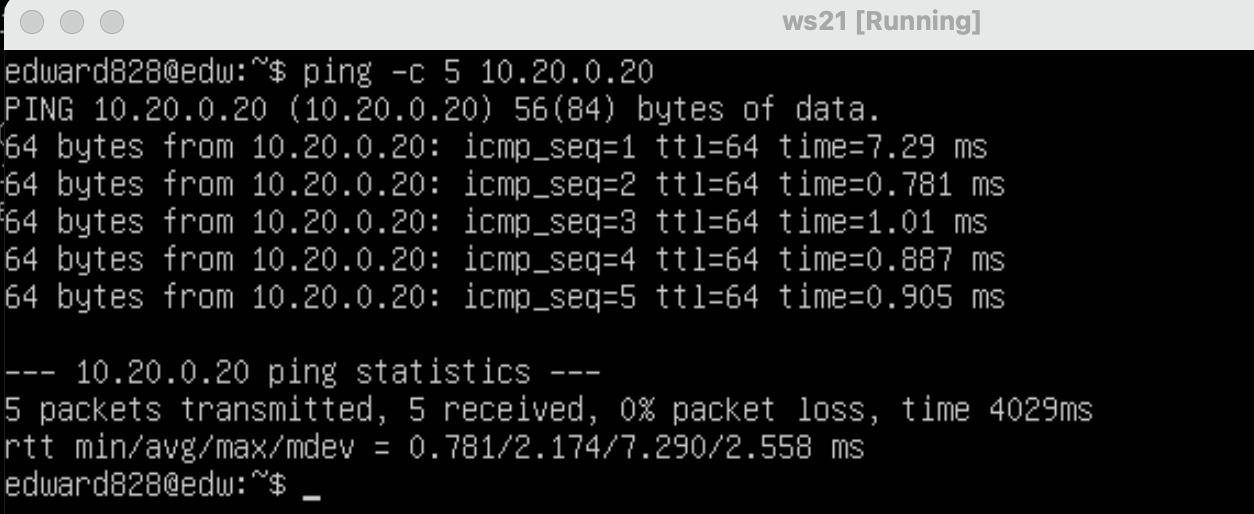 ws21 [Running]
edward828@edw:~$ ping -c 5 10.20.0.20
PING 10.20.0.20 (10.20.0.20) 56(84) bytes of data.
64 bytes from 10.20.0.20: icmp_seq=1 ttl=64 time=7.29 ms
64 bytes from 10.20.0.20: icmp_seq=2 ttl=64 time=0.781 ms
64 bytes from 10.20.0.20: icmp_seq=3 ttl=64 time=1.01 ms
64 bytes from 10.20.0.20: icmp_seq=4 ttl=64 time=0.887 ms
64 bytes from 10.20.0.20: icmp_seq=5 ttl=64 time=0.905 ms

--- 10.20.0.20 ping statistics ---
5 packets transmitted, 5 received, 0% packet loss, time 4029ms
rtt min/avg/max/mdev = 0.781/2.174/7.290/2.558 ms
edward828@edw:~$ _